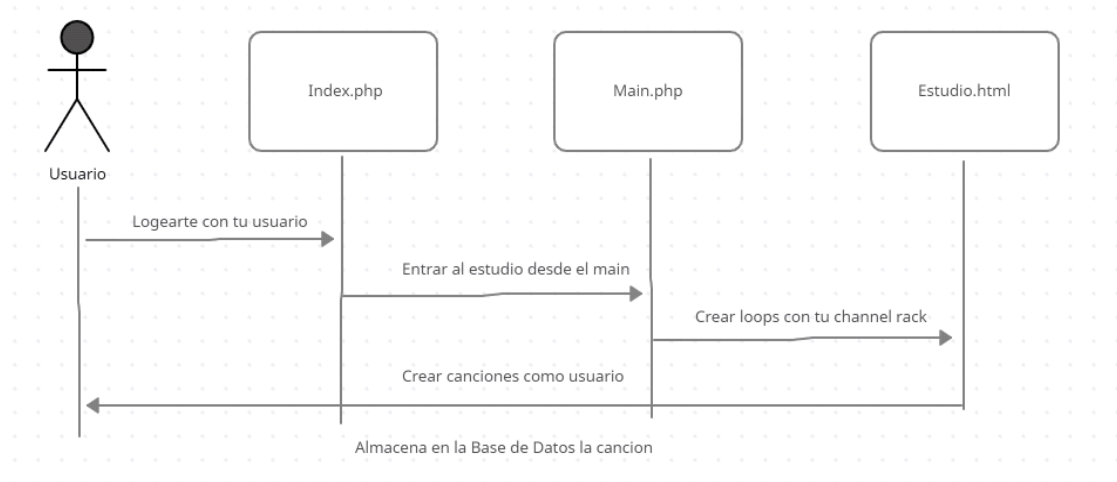 Index.php
Main.php
Estudio.html
Usuario
Logearte con tu usuario
Entrar al estudio desde el main
Crear loops con tu channel rack
Crear canciones como usuario
Almacena en la Base de Datos la cancion